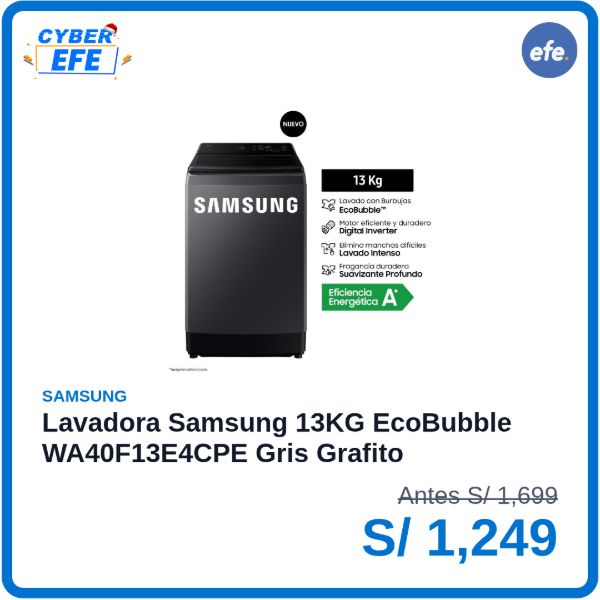 CYBER
EFE
efe.
NUEVO
SAMSUNG
13 Kg
Lavado con Burbujas
EcoBubble™
Motor eficiente y duradero
Digital Inverter
Elimina manchas difíciles
Lavado Intenso
Fragancia duradera
Suavizante Profundo
Eficiencia
Energética A*
SAMSUNG
Lavadora Samsung 13KG EcoBubble
WA40F13E4CPE Gris Grafito
Antes S/ 1,699
S/ 1,249